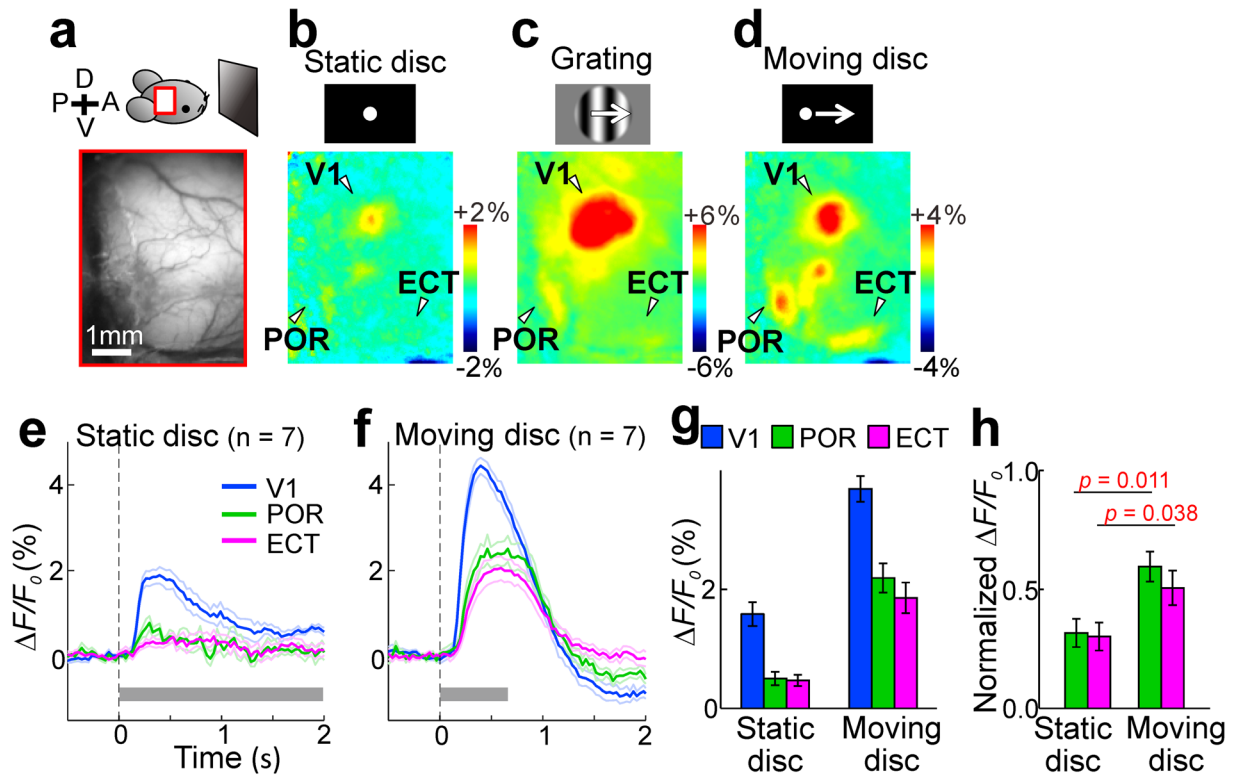 a
D
P A
V
1mm
b
Static disc
V1
ECT
POR
+2%
-2%
c
Grating
V1
ECT
POR
+6%
-6%
d
Moving disc
V1
ECT
POR
+4%
-4%
e
Static disc (n = 7)
V1
POR
ECT
ΔF/F₀ (%)
4
2
0
0 1 2
Time (s)
f
Moving disc (n = 7)
4
2
0
0 1 2
g
V1 POR ECT
ΔF/F₀ (%)
2
0
Static
disc
Moving
disc
h
Normalized ΔF/F₀
1.0
0.5
0.0
p = 0.011
p = 0.038
Static
disc
Moving
disc